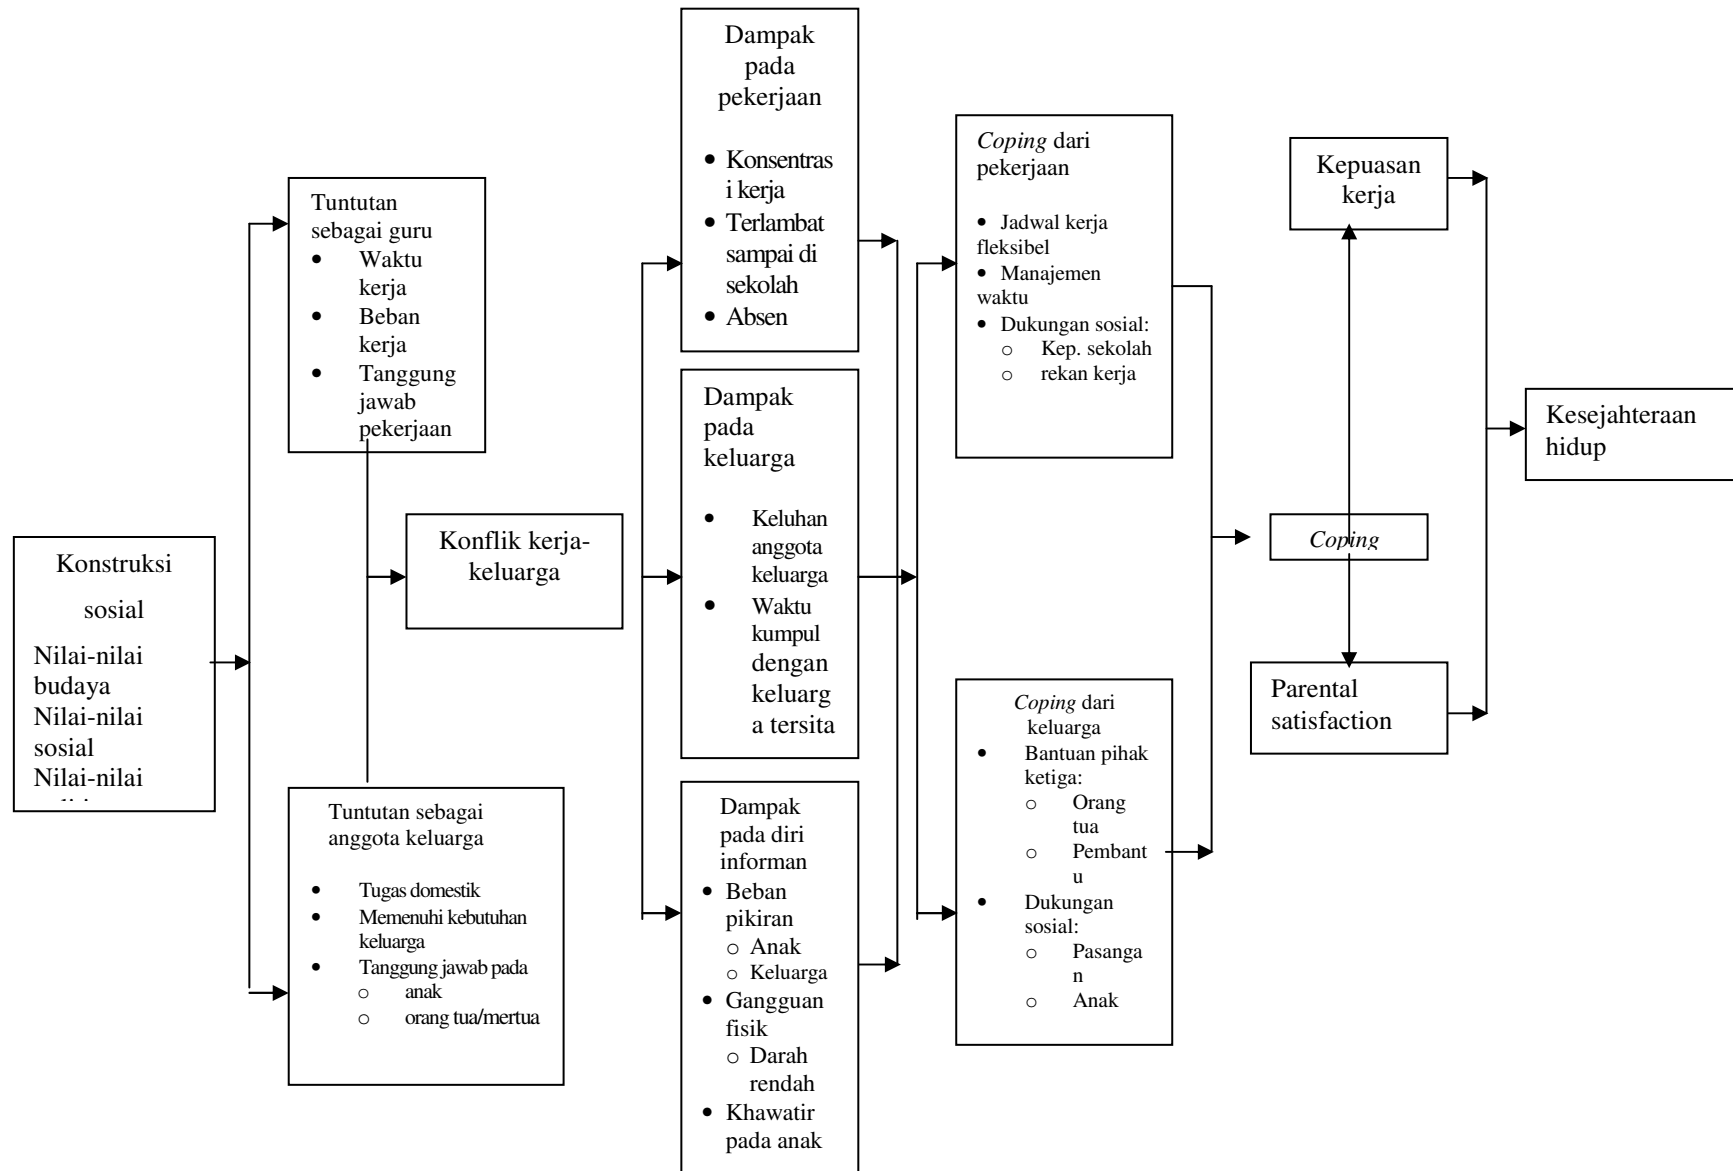 Konstruksi
sosial
Nilai-nilai
budaya
Nilai-nilai
sosial
Nilai-nilai
Tuntutan
sebagai guru
• Waktu
kerja
• Beban
kerja
• Tanggung
jawab
pekerjaan
Tuntutan sebagai
anggota keluarga
• Tugas domestik
• Memenuhi kebutuhan
keluarga
• Tanggung jawab pada
o anak
o orang tua/mertua
Konflik kerja-
keluarga
Dampak
pada
pekerjaan
• Konsentras
i kerja
• Terlambat
sampai di
sekolah
• Absen
Dampak
pada
keluarga
• Keluhan
anggota
keluarga
• Waktu
kumpul
dengan
keluarg
a tersita
Dampak
pada diri
informan
• Beban
pikiran
o Anak
o Keluarga
• Gangguan
fisik
o Darah
rendah
• Khawatir
pada anak
Coping dari
pekerjaan
• Jadwal kerja
fleksibel
• Manajemen
waktu
• Dukungan sosial:
o Kep. sekolah
o rekan kerja
Coping dari
keluarga
• Bantuan pihak
ketiga:
o Orang
tua
o Pembant
u
• Dukungan
sosial:
o Pasanga
n
o Anak
Coping
Kepuasan
kerja
Parental
satisfaction
Kesejahteraan
hidup